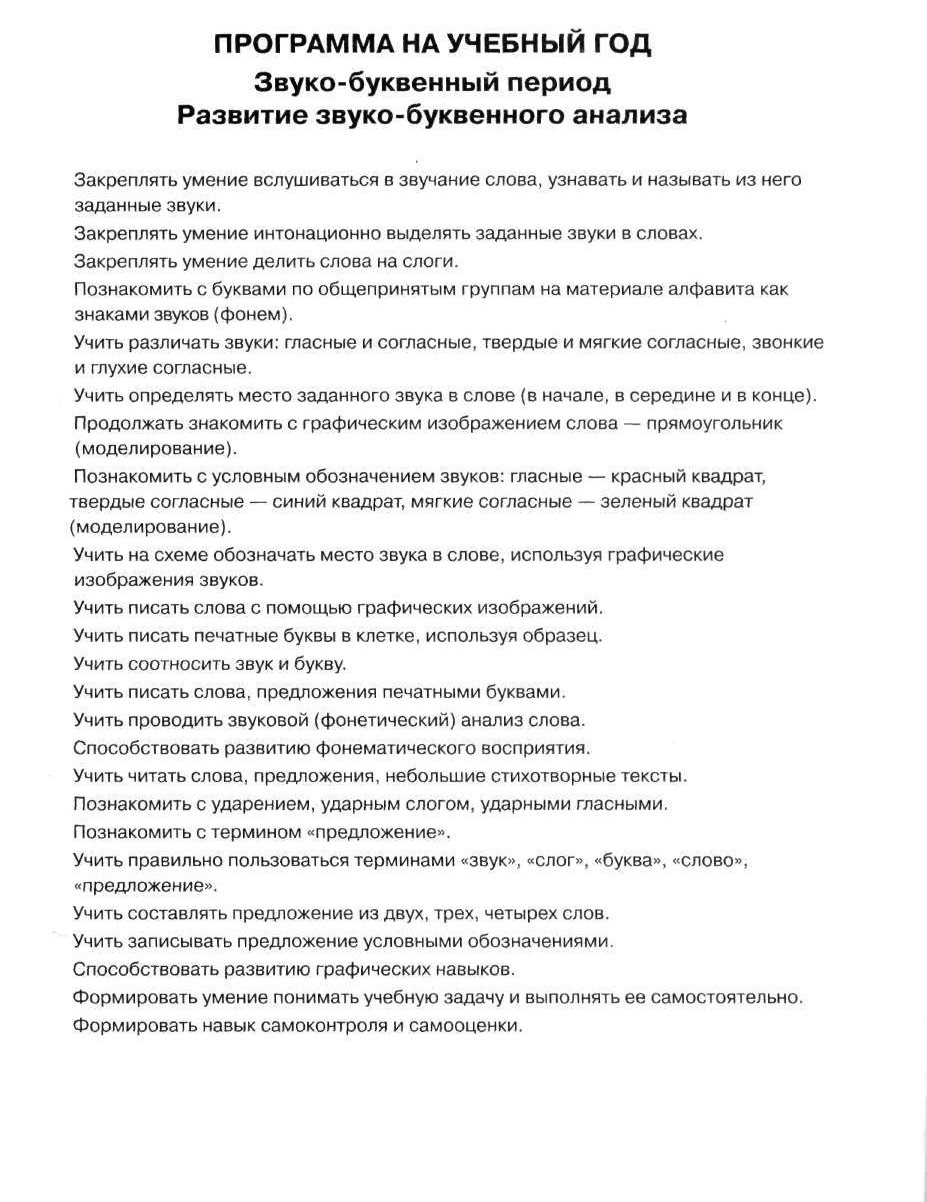 ПРОГРАММА НА УЧЕБНЫЙ ГОД
Звуко-буквенный период
Развитие звуко-буквенного анализа
Закреплять умение вслушиваться в звучание слова, узнавать и называть из него
заданные звуки.
Закреплять умение интонационно выделять заданные звуки в словах.
Закреплять умение делить слова на слоги.
Познакомить с буквами по общепринятым группам на материале алфавита как
знаками звуков (фонем).
Учить различать звуки: гласные и согласные, твердые и мягкие согласные, звонкие
и глухие согласные.
Учить определять место заданного звука в слове (в начале, в середине и в конце).
Продолжать знакомить с графическим изображением слова — прямоугольник
(моделирование).
Познакомить с условным обозначением звуков: гласные — красный квадрат,
твердые согласные — синий квадрат, мягкие согласные — зеленый квадрат
(моделирование).
Учить на схеме обозначать место звука в слове, используя графические
изображения звуков.
Учить писать слова с помощью графических изображений.
Учить писать печатные буквы в клетке, используя образец.
Учить соотносить звук и букву.
Учить писать слова, предложения печатными буквами.
Учить проводить звуковой (фонетический) анализ слова.
Способствовать развитию фонематического восприятия.
Учить читать слова, предложения, небольшие стихотворные тексты.
Познакомить с ударением, ударным слогом, ударными гласными.
Познакомить с термином «предложение».
Учить правильно пользоваться терминами «звук», «слог», «буква», «слово»,
«предложение».
Учить составлять предложение из двух, трех, четырех слов.
Учить записывать предложение условными обозначениями.
Способствовать развитию графических навыков.
Формировать умение понимать учебную задачу и выполнять ее самостоятельно.
Формировать навык самоконтроля и самооценки.